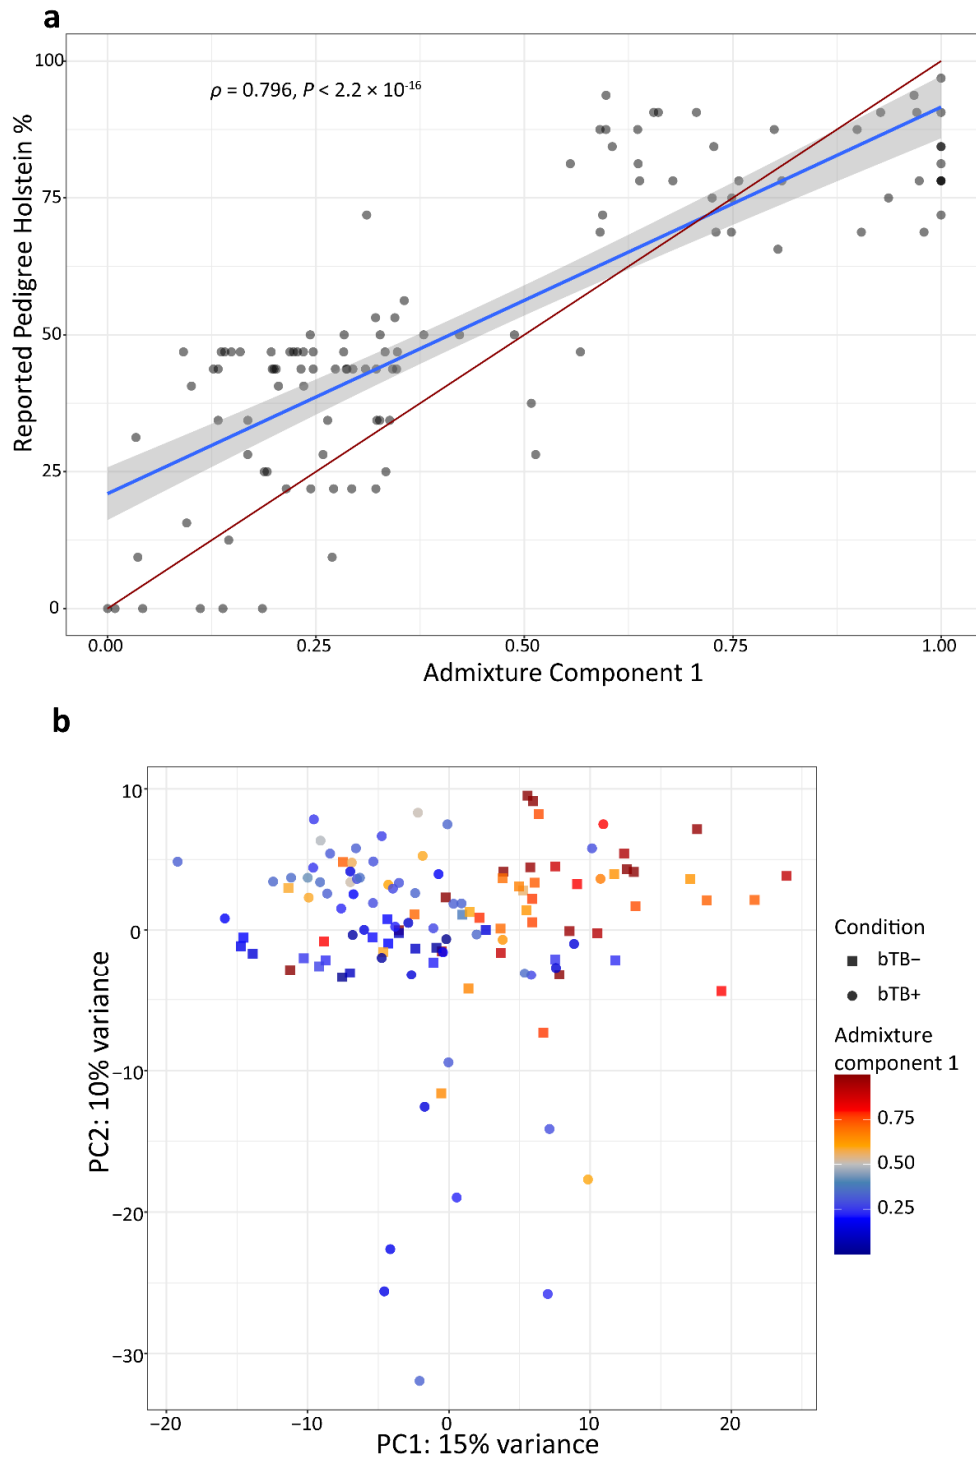 a
ρ = 0.796, P < 2.2 × 10⁻¹⁶
Reported Pedigree Holstein %
100
75
50
25
0
0.00 0.25 0.50 0.75 1.00
Admixture Component 1
b
PC2: 10% variance
10
0
−10
−20
−30
−20 −10 0 10 20
PC1: 15% variance
Condition
bTB−
bTB+
Admixture
component 1
0.75
0.50
0.25